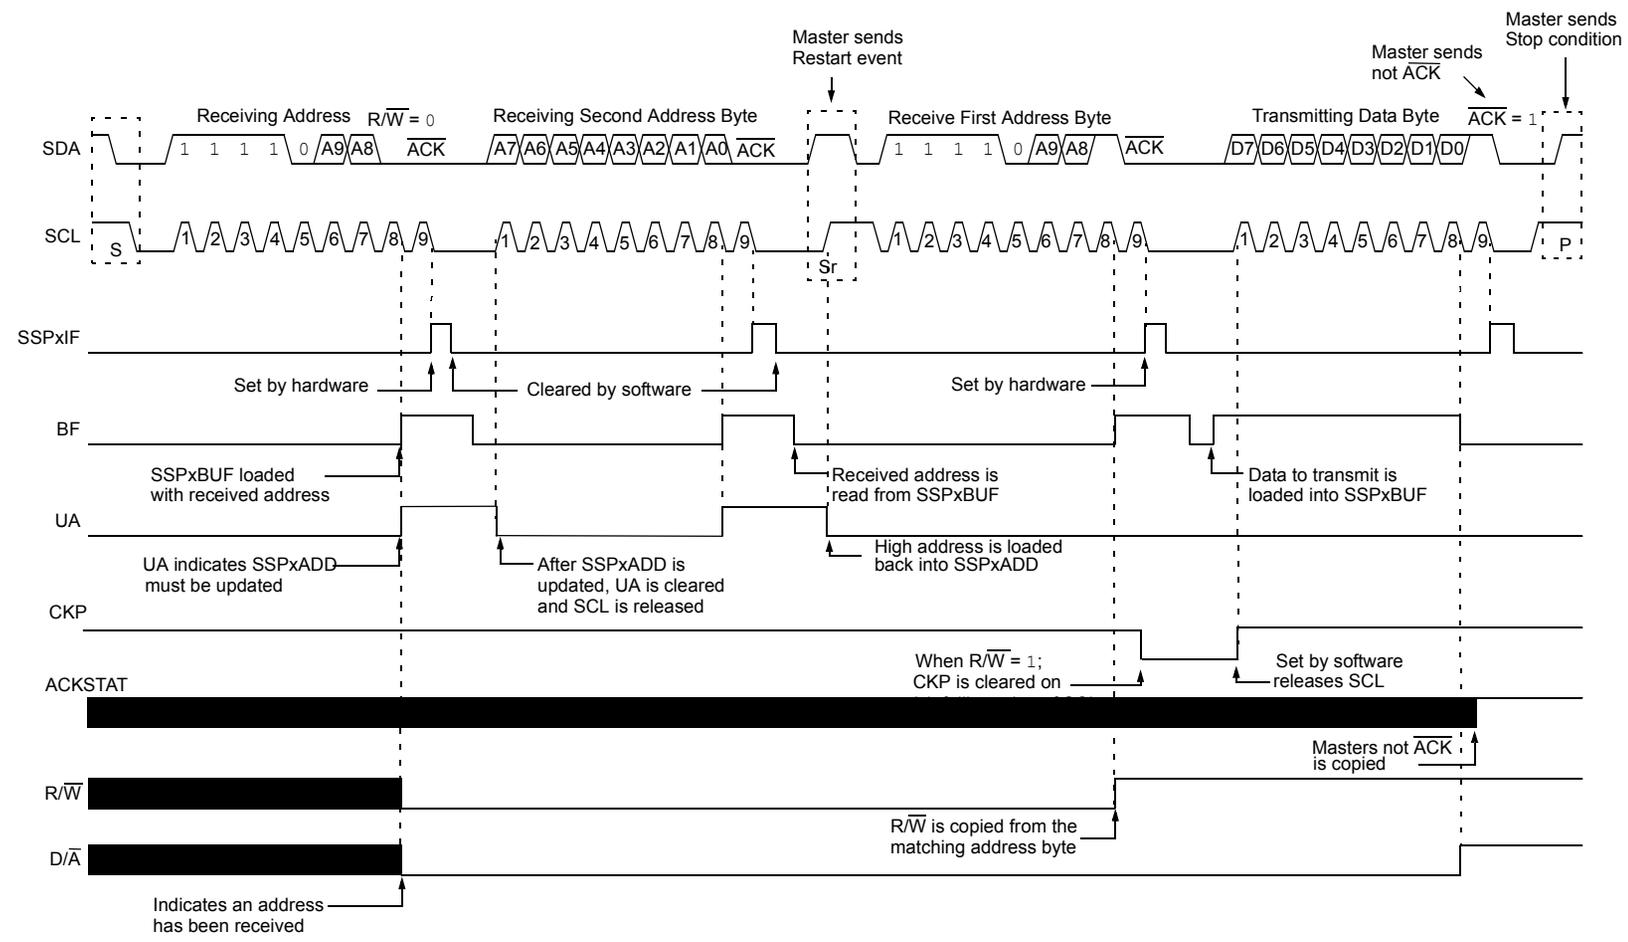 Master sends
Stop condition
Master sends
Restart event
Master sends
not ACK
Receiving Address R/W = 0
Receiving Second Address Byte
Receive First Address Byte
Transmitting Data Byte
ACK = 1
SDA
1 1 1 1 0 A9 A8 ACK
A7 A6 A5 A4 A3 A2 A1 A0 ACK
1 1 1 1 0 A9 A8 ACK
D7 D6 D5 D4 D3 D2 D1 D0
SCL
S
1 2 3 4 5 6 7 8 9
1 2 3 4 5 6 7 8 9
Sr
1 2 3 4 5 6 7 8 9
1 2 3 4 5 6 7 8 9
P
SSPxIF
Set by hardware
Cleared by software
Set by hardware
BF
SSPxBUF loaded
with received address
Received address is
read from SSPxBUF
Data to transmit is
loaded into SSPxBUF
UA
UA indicates SSPxADD
must be updated
After SSPxADD is
updated, UA is cleared
and SCL is released
High address is loaded
back into SSPxADD
CKP
When R/W = 1;
CKP is cleared on
Set by software
releases SCL
ACKSTAT
Masters not ACK
is copied
R/W
R/W is copied from the
matching address byte
D/A
Indicates an address
has been received